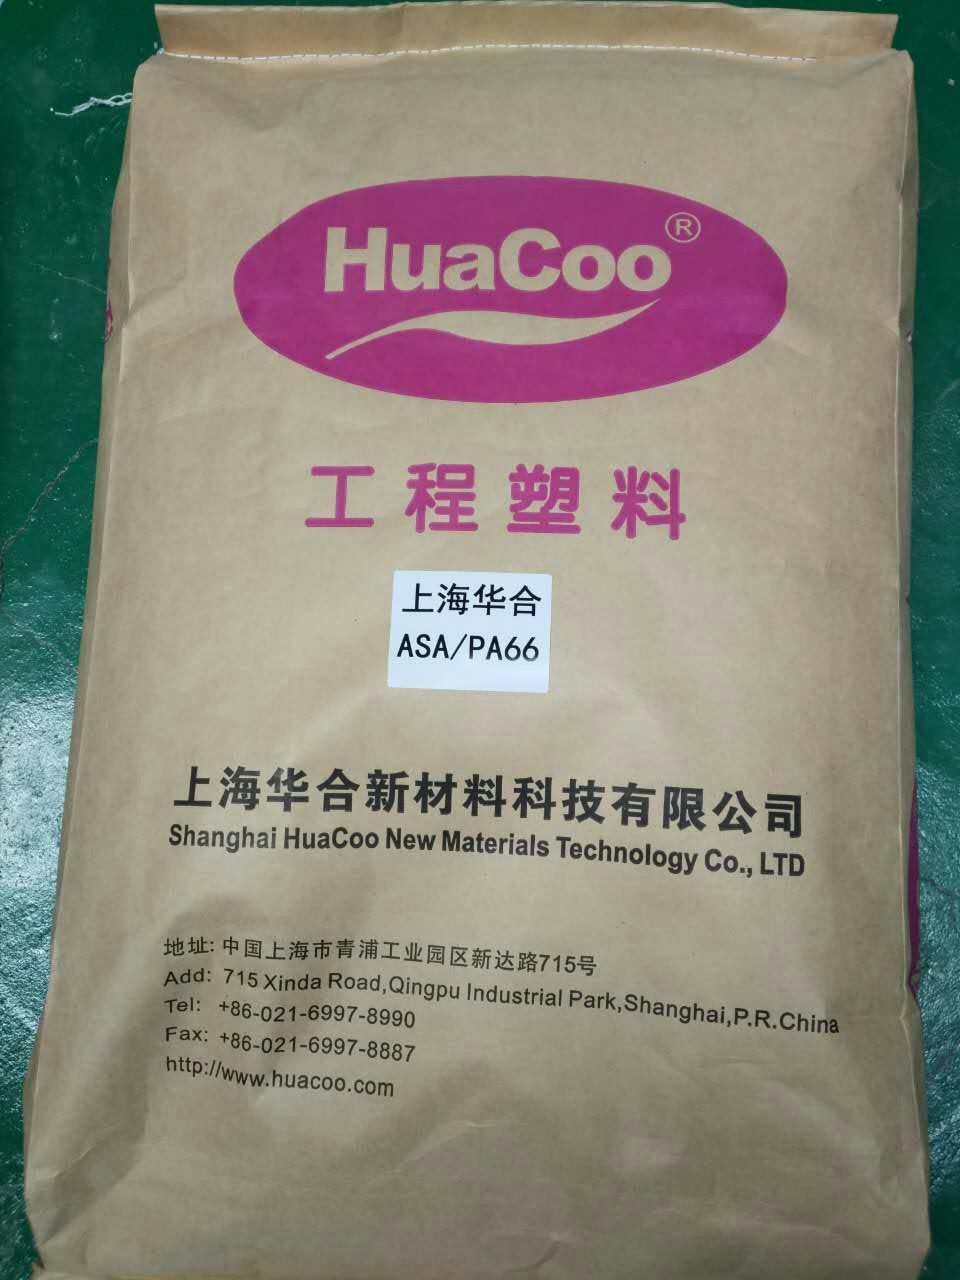 HuaCoo®
工程塑料
上海华合
ASA/PA66
上海华合新材料科技有限公司
Shanghai HuaCoo New Materials Technology Co., LTD
地址: 中国上海市青浦工业园区新达路715号
Add: 715 Xinda Road,Qingpu Industrial Park,Shanghai,P.R.China
Tel: +86-021-6997-8990
Fax: +86-021-6997-8887
http://www.huacoo.com